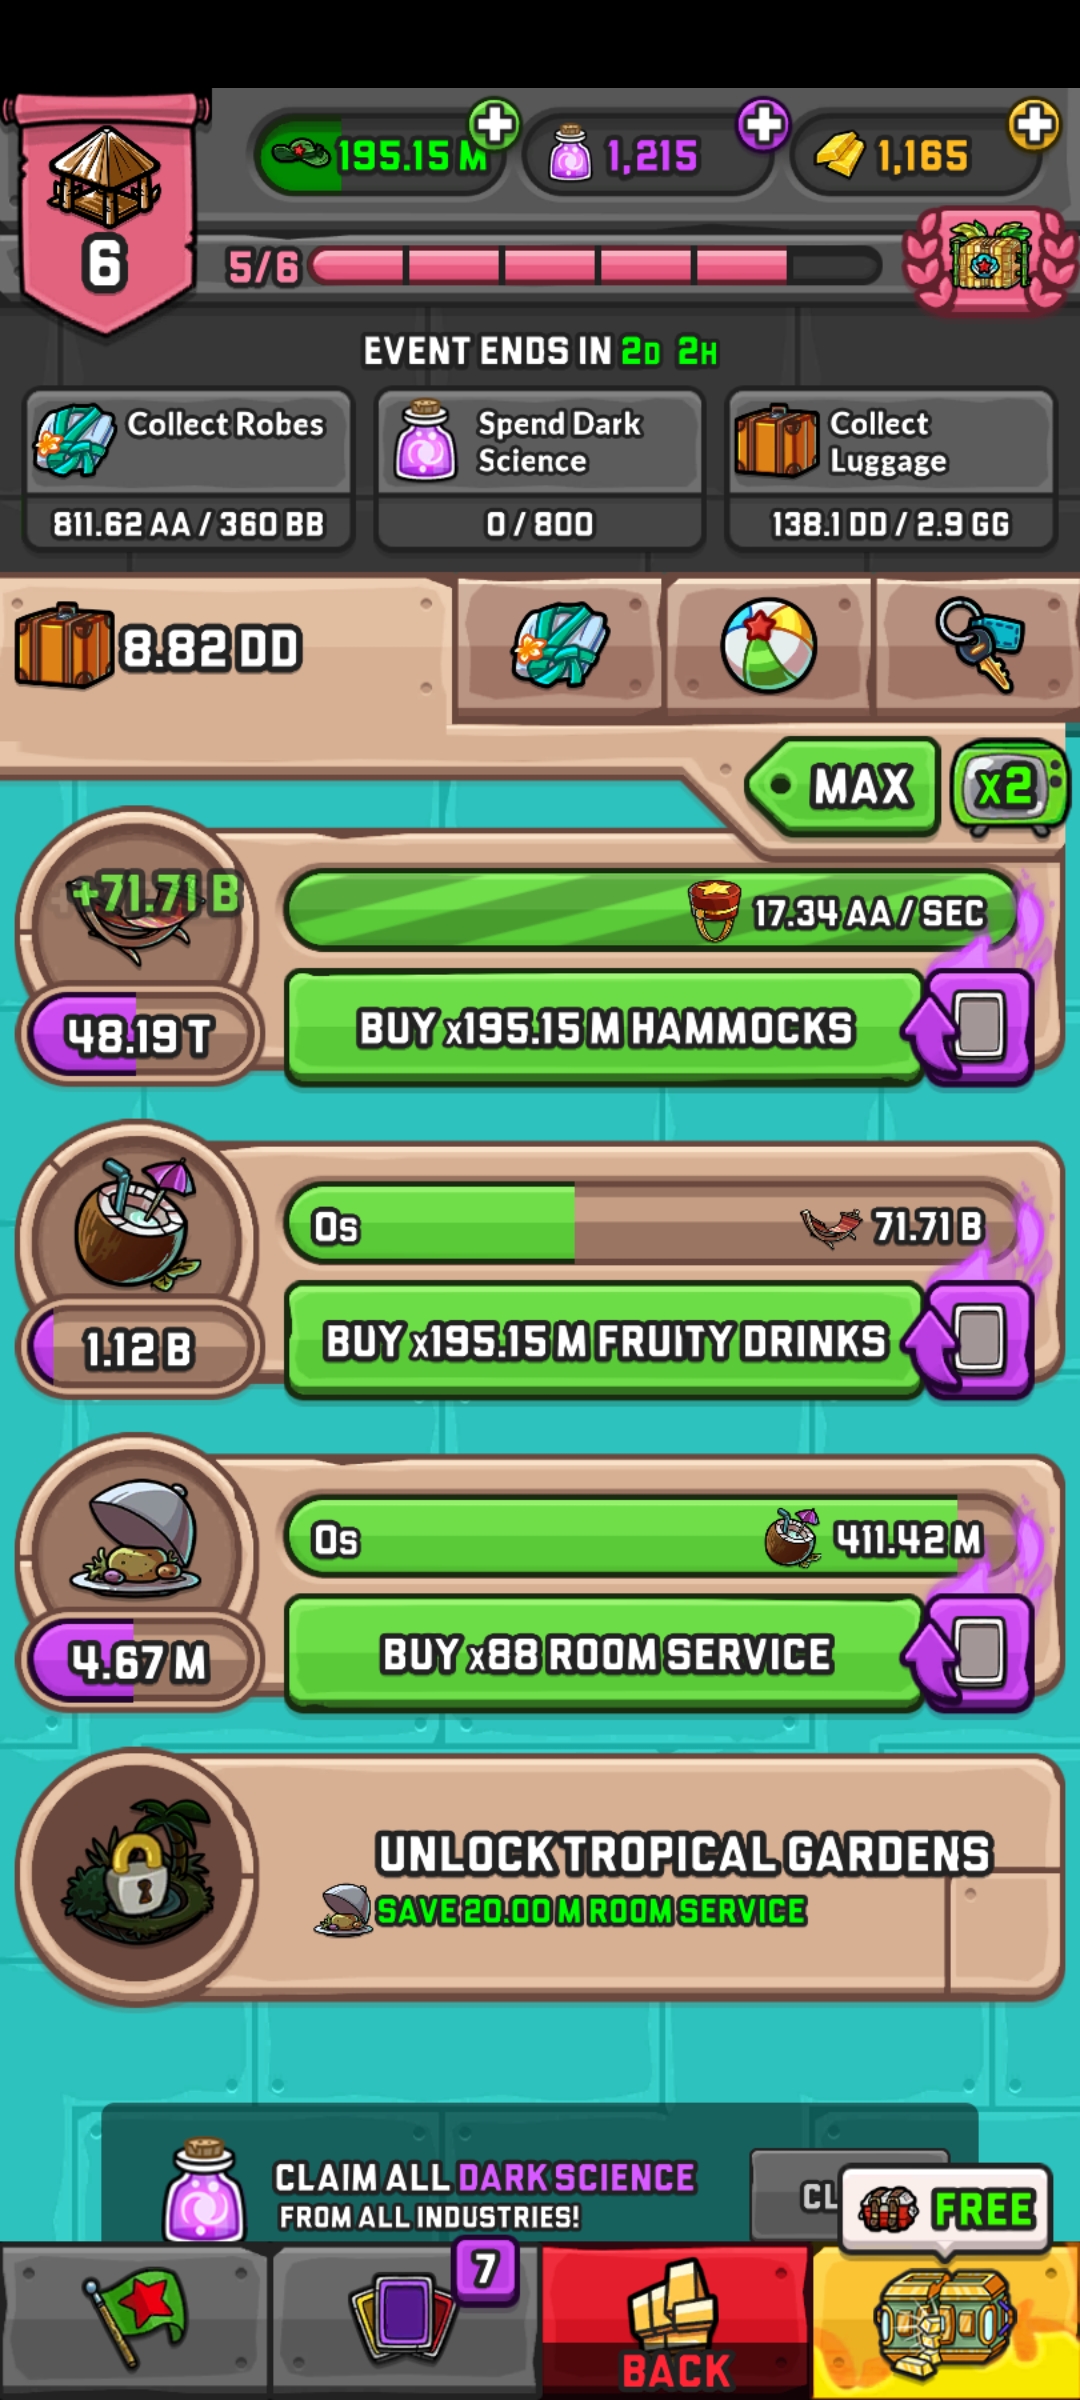 195.15 M
1,215
1,165
6
5/6
EVENT ENDS IN 2D 2H
Collect Robes
811.62 AA / 360 BB
Spend Dark
Science
0 / 800
Collect
Luggage
138.1 DD / 2.9 GG
8.82 DD
MAX
x2
+71.71 B
17.34 AA / SEC
48.19 T
BUY x195.15 M HAMMOCKS
0s
71.71 B
1.12 B
BUY x195.15 M FRUITY DRINKS
0s
411.42 M
4.67 M
BUY x88 ROOM SERVICE
UNLOCK TROPICAL GARDENS
SAVE 20.00 M ROOM SERVICE
CLAIM ALL DARK SCIENCE
FROM ALL INDUSTRIES!
CL
FREE
7
BACK